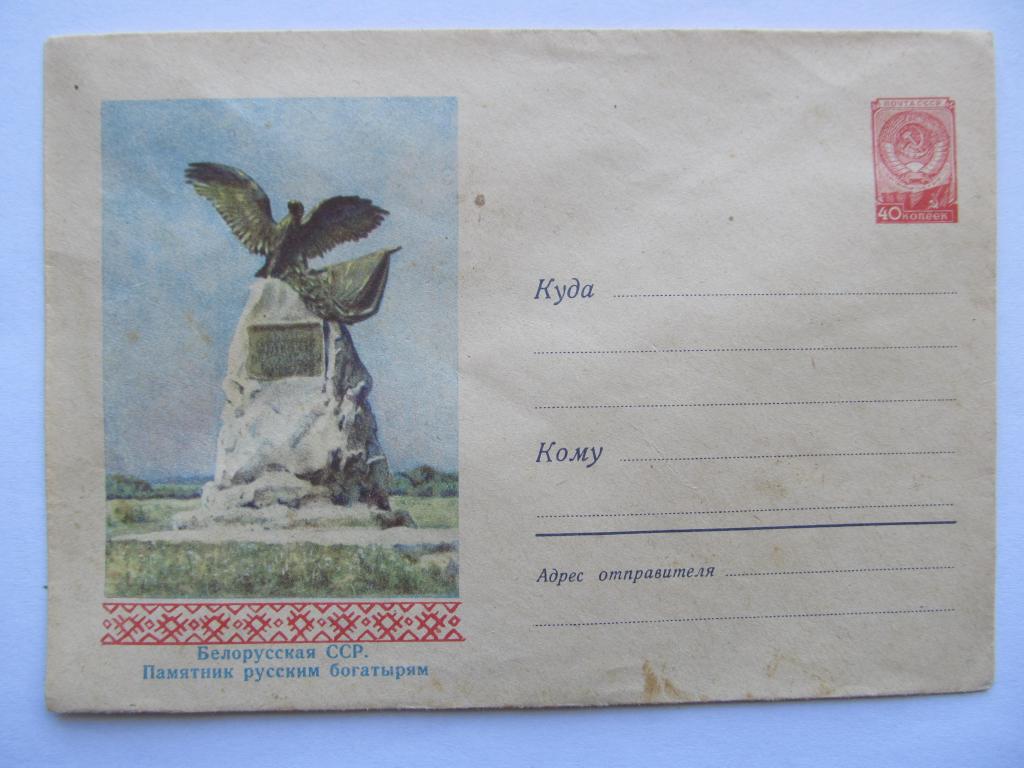 ПОЧТА СССР
40 КОПЕЕК
Куда
Кому
Адрес отправителя
Белорусская ССР.
Памятник русским богатырям